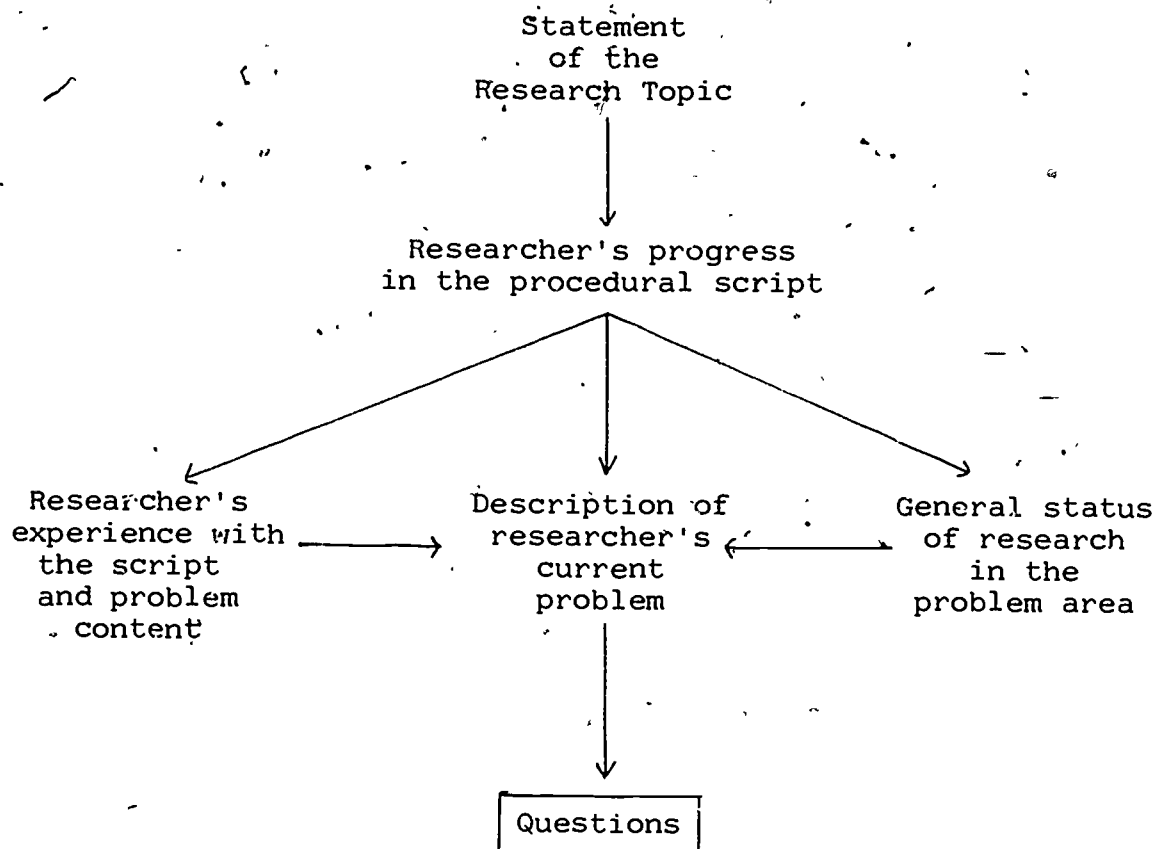 Statement
of the
Research Topic
Researcher's progress
in the procedural script
Researcher's
experience with
the script
and problem
content
Description of
researcher's
current
problem
General status
of research
in the
problem area
Questions